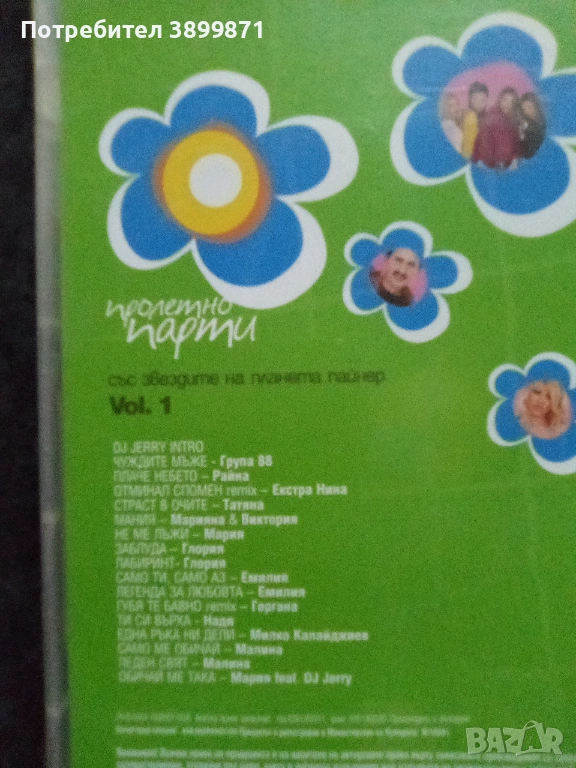 Потребител 3899871
пролетно
парти
със звездите на планета пайнер
Vol. 1
DJ JERRY INTRO
ЧУЖДИТЕ МЪЖЕ - Група 88
ПЛАЧЕ НЕБЕТО – Райна
ОТМИНАЛ СПОМЕН remix – Екстра Нина
СТРАСТ В ОЧИТЕ – Татяна
МАНИЯ – Марияна & Виктория
НЕ МЕ ЛЪЖИ – Мария
ЗАБЛУДА – Глория
ЛАБИРИНТ- Глория
САМО ТИ, САМО АЗ – Емилия
ЛЕГЕНДА ЗА ЛЮБОВТА – Емилия
ГУБЯ ТЕ БАВНО remix – Гергана
ТИ СИ ВЪРХА – Надя
ЕДНА РЪКА НИ ДЕЛИ – Милко Калайджиев
САМО МЕ ОБИЧАЙ – Малина
ЛЕДЕН СВЯТ – Малина
ОБИЧАЙ МЕ ТАКА – Мария feat. DJ Jerry
bazar.bg